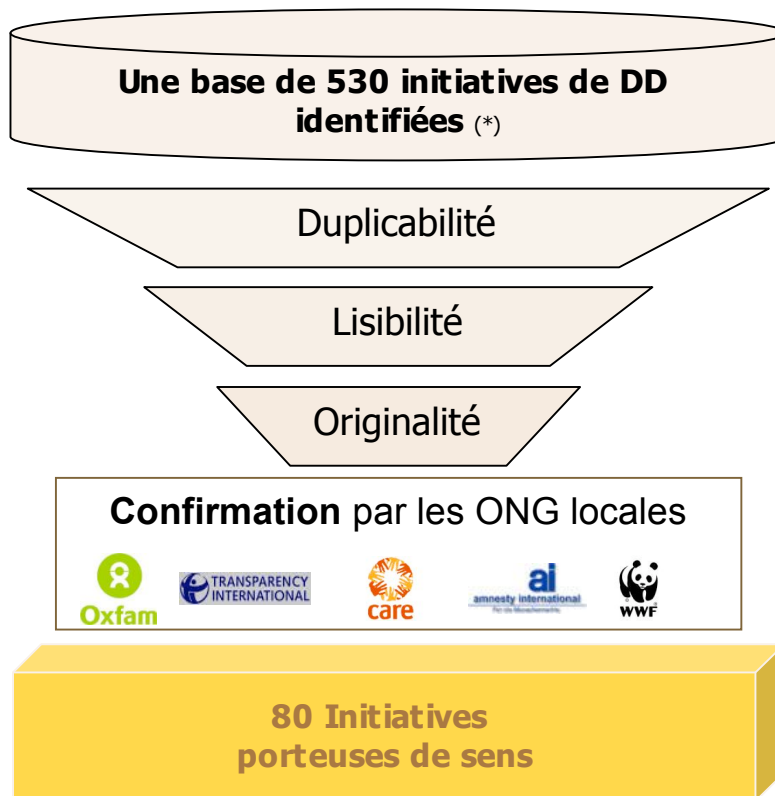 Une base de 530 initiatives de DD
identifiées (*)
Duplicabilité
Lisibilité
Originalité
Confirmation par les ONG locales
Oxfam
TRANSPARENCY
INTERNATIONAL
care
ai
amnesty international
WWF
80 Initiatives
porteuses de sens